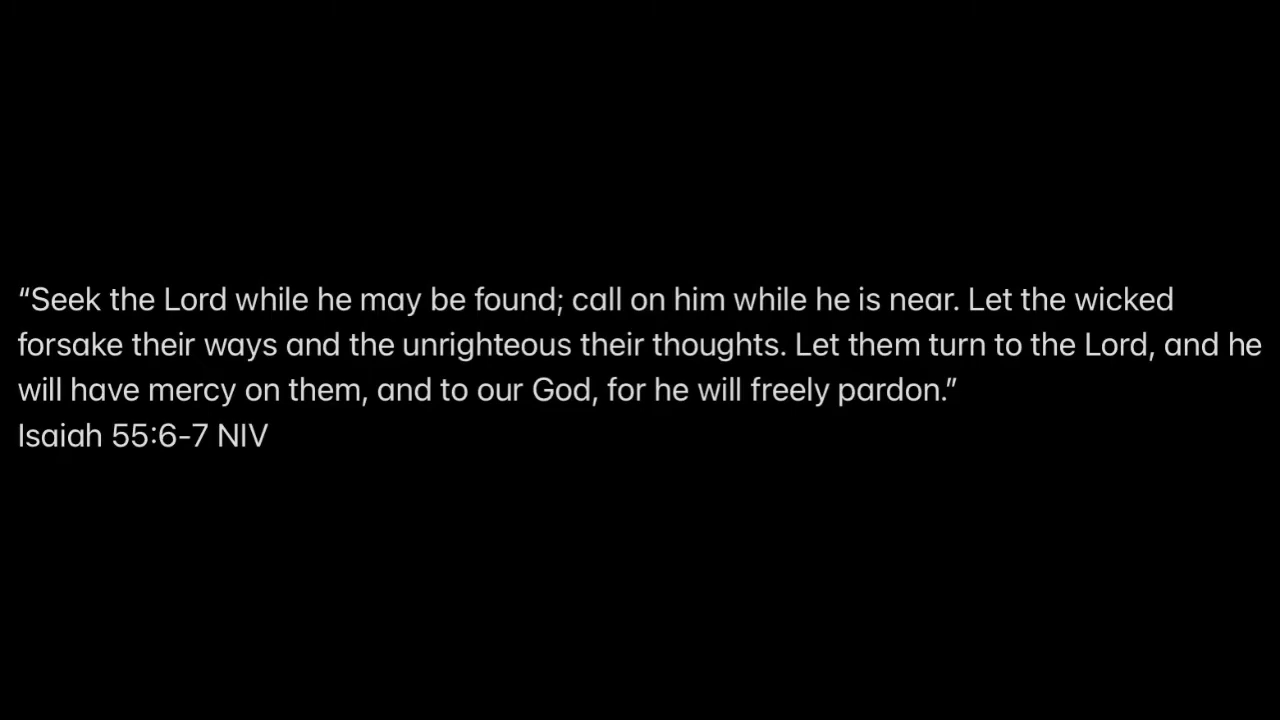 “Seek the Lord while he may be found; call on him while he is near. Let the wicked
forsake their ways and the unrighteous their thoughts. Let them turn to the Lord, and he
will have mercy on them, and to our God, for he will freely pardon.”
Isaiah 55:6-7 NIV